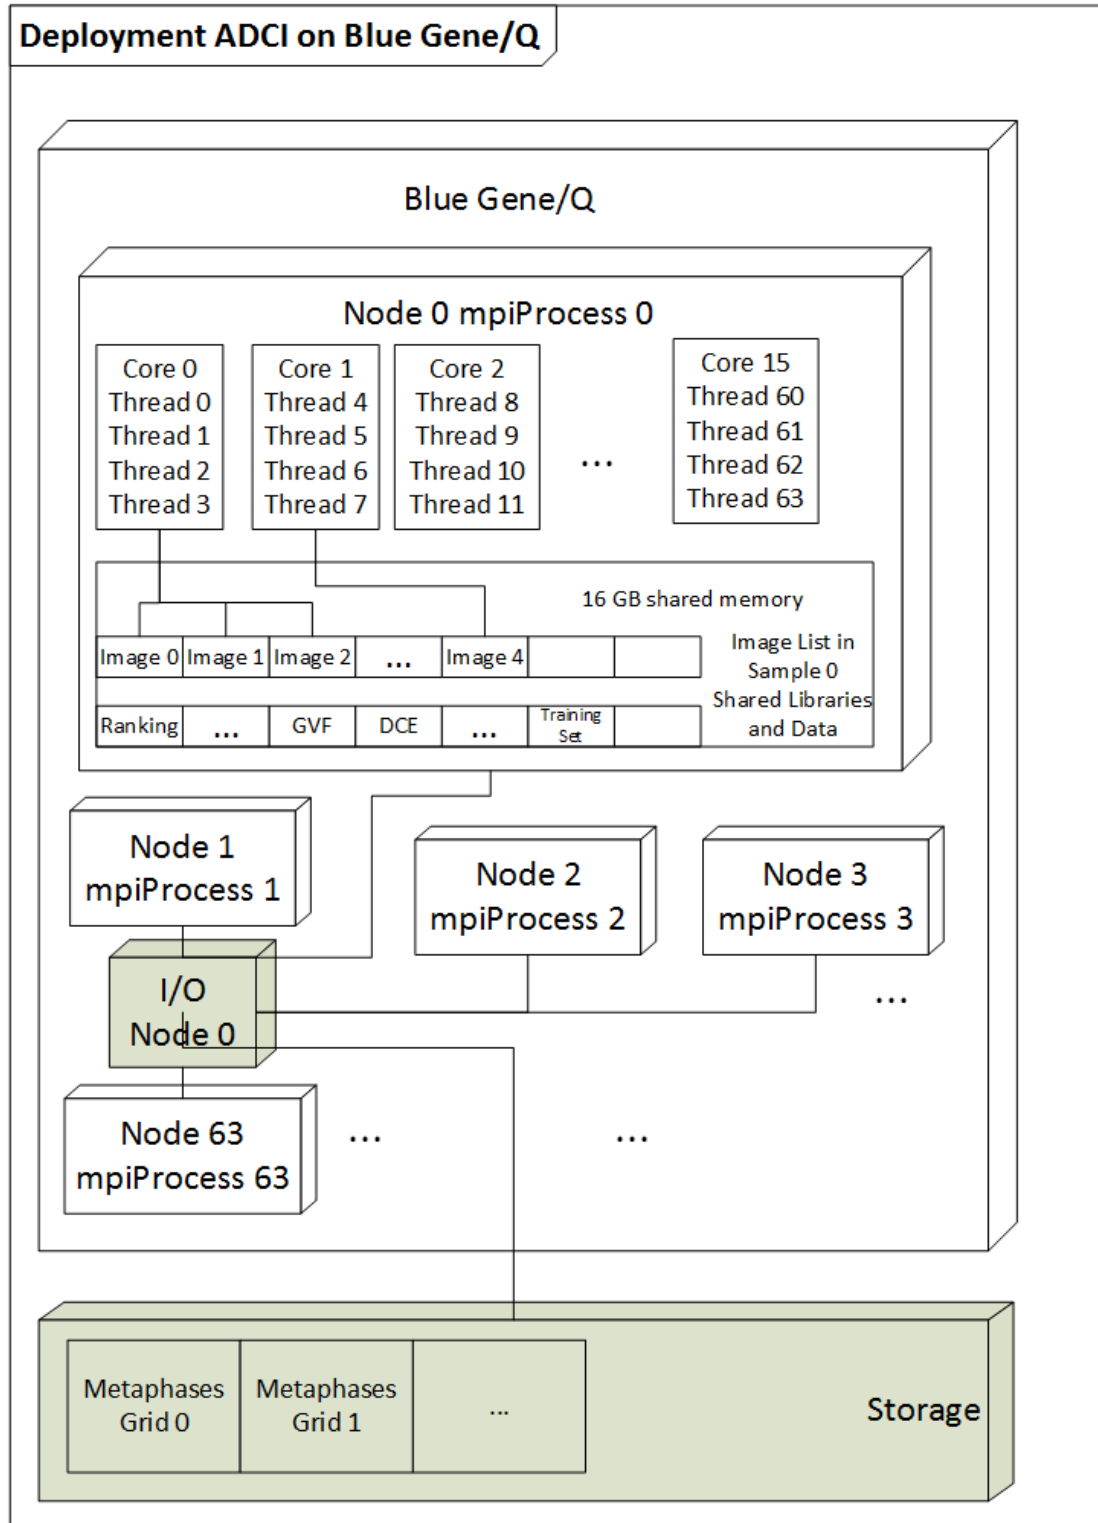 Deployment ADCI on Blue Gene/Q
Blue Gene/Q
Node 0 mpiProcess 0
Core 0
Thread 0
Thread 1
Thread 2
Thread 3
Core 1
Thread 4
Thread 5
Thread 6
Thread 7
Core 2
Thread 8
Thread 9
Thread 10
Thread 11
...
Core 15
Thread 60
Thread 61
Thread 62
Thread 63
16 GB shared memory
Image 0 Image 1 Image 2 ... Image 4
Image List in
Sample 0
Shared Libraries
and Data
Ranking ... GVF DCE ... Training
Set
Node 1
mpiProcess 1
Node 2
mpiProcess 2
Node 3
mpiProcess 3
I/O
Node 0
...
Node 63
mpiProcess 63
...
...
Metaphases
Grid 0
Metaphases
Grid 1
...
Storage